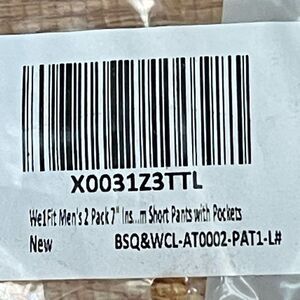 X0031Z3TTL
We1Fit Men's 2 Pack 7" Ins...m Short Pants with Pockets
New BSQ&WCL-AT0002-PAT1-L#